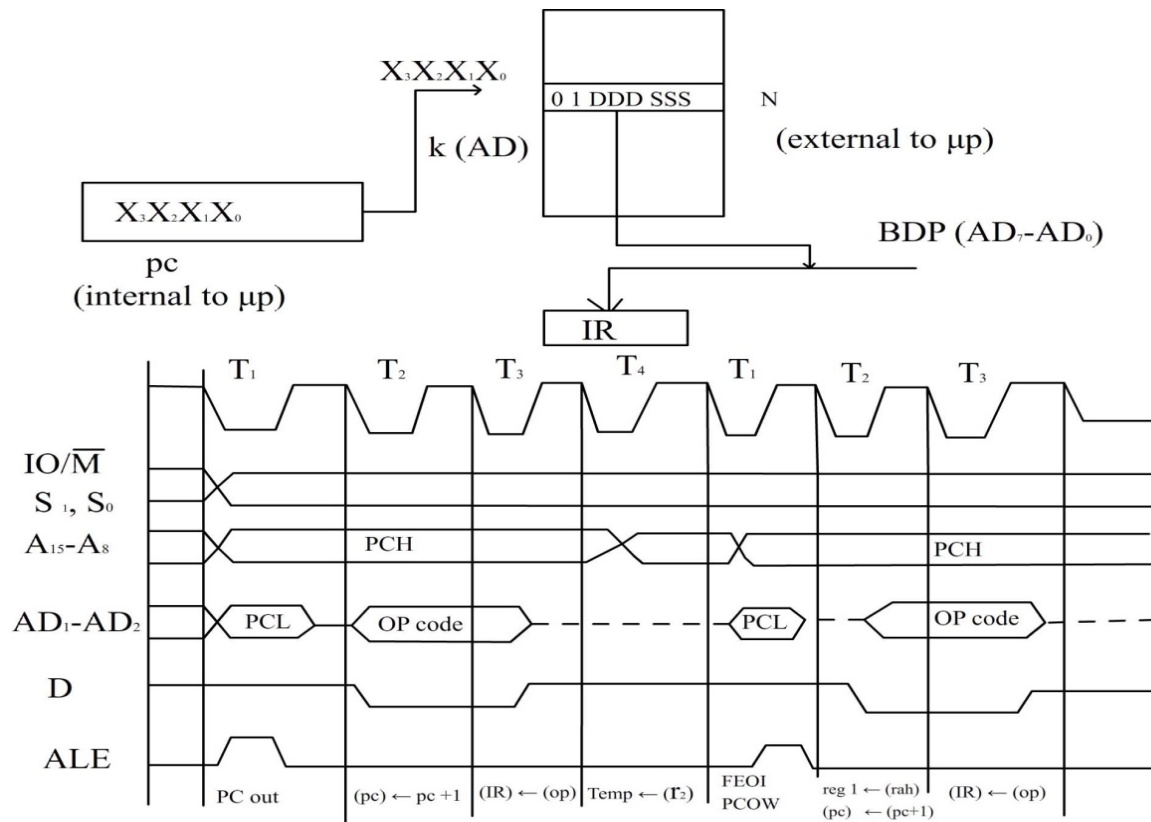 X₃X₂X₁X₀
0 1 DDD SSS
N
k (AD)
(external to μp)
X₃X₂X₁X₀
BDP (AD₇-AD₀)
pc
(internal to μp)
IR
T₁ T₂ T₃ T₄ T₁ T₂ T₃
IO/M̅
S₁, S₀
A₁₅-A₈ PCH PCH
AD₁-AD₂ PCL OP code PCL OP code
D
ALE
PC out (pc) ← pc +1 (IR) ← (op) Temp ← (r₂) FEOI reg 1 ← (rah) (IR) ← (op)
PCOW (pc) ← (pc+1)